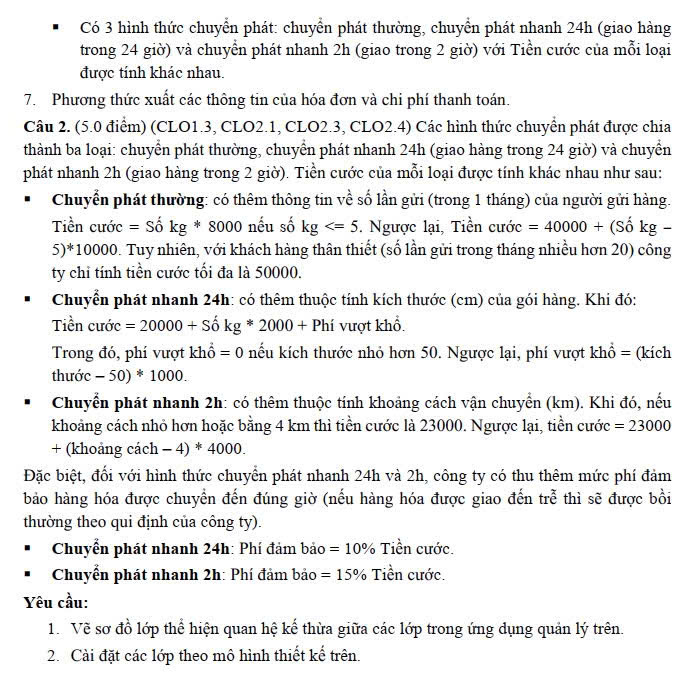 ▪ Có 3 hình thức chuyển phát: chuyển phát thường, chuyển phát nhanh 24h (giao hàng
trong 24 giờ) và chuyển phát nhanh 2h (giao trong 2 giờ) với Tiền cước của mỗi loại
được tính khác nhau.
7. Phương thức xuất các thông tin của hóa đơn và chi phí thanh toán.
Câu 2. (5.0 điểm) (CLO1.3, CLO2.1, CLO2.3, CLO2.4) Các hình thức chuyển phát được chia
thành ba loại: chuyển phát thường, chuyển phát nhanh 24h (giao hàng trong 24 giờ) và chuyển
phát nhanh 2h (giao hàng trong 2 giờ). Tiền cước của mỗi loại được tính khác nhau như sau:
▪ Chuyển phát thường: có thêm thông tin về số lần gửi (trong 1 tháng) của người gửi hàng.
Tiền cước = Số kg * 8000 nếu số kg <= 5. Ngược lại, Tiền cước = 40000 + (Số kg –
5)*10000. Tuy nhiên, với khách hàng thân thiết (số lần gửi trong tháng nhiều hơn 20) công
ty chỉ tính tiền cước tối đa là 50000.
▪ Chuyển phát nhanh 24h: có thêm thuộc tính kích thước (cm) của gói hàng. Khi đó:
Tiền cước = 20000 + Số kg * 2000 + Phí vượt khổ.
Trong đó, phí vượt khổ = 0 nếu kích thước nhỏ hơn 50. Ngược lại, phí vượt khổ = (kích
thước – 50) * 1000.
▪ Chuyển phát nhanh 2h: có thêm thuộc tính khoảng cách vận chuyển (km). Khi đó, nếu
khoảng cách nhỏ hơn hoặc bằng 4 km thì tiền cước là 23000. Ngược lại, tiền cước = 23000
+ (khoảng cách – 4) * 4000.
Đặc biệt, đối với hình thức chuyển phát nhanh 24h và 2h, công ty có thu thêm mức phí đảm
bảo hàng hóa được chuyển đến đúng giờ (nếu hàng hóa được giao đến trễ thì sẽ được bồi
thường theo qui định của công ty).
▪ Chuyển phát nhanh 24h: Phí đảm bảo = 10% Tiền cước.
▪ Chuyển phát nhanh 2h: Phí đảm bảo = 15% Tiền cước.
Yêu cầu:
1. Vẽ sơ đồ lớp thể hiện quan hệ kế thừa giữa các lớp trong ứng dụng quản lý trên.
2. Cài đặt các lớp theo mô hình thiết kế trên.